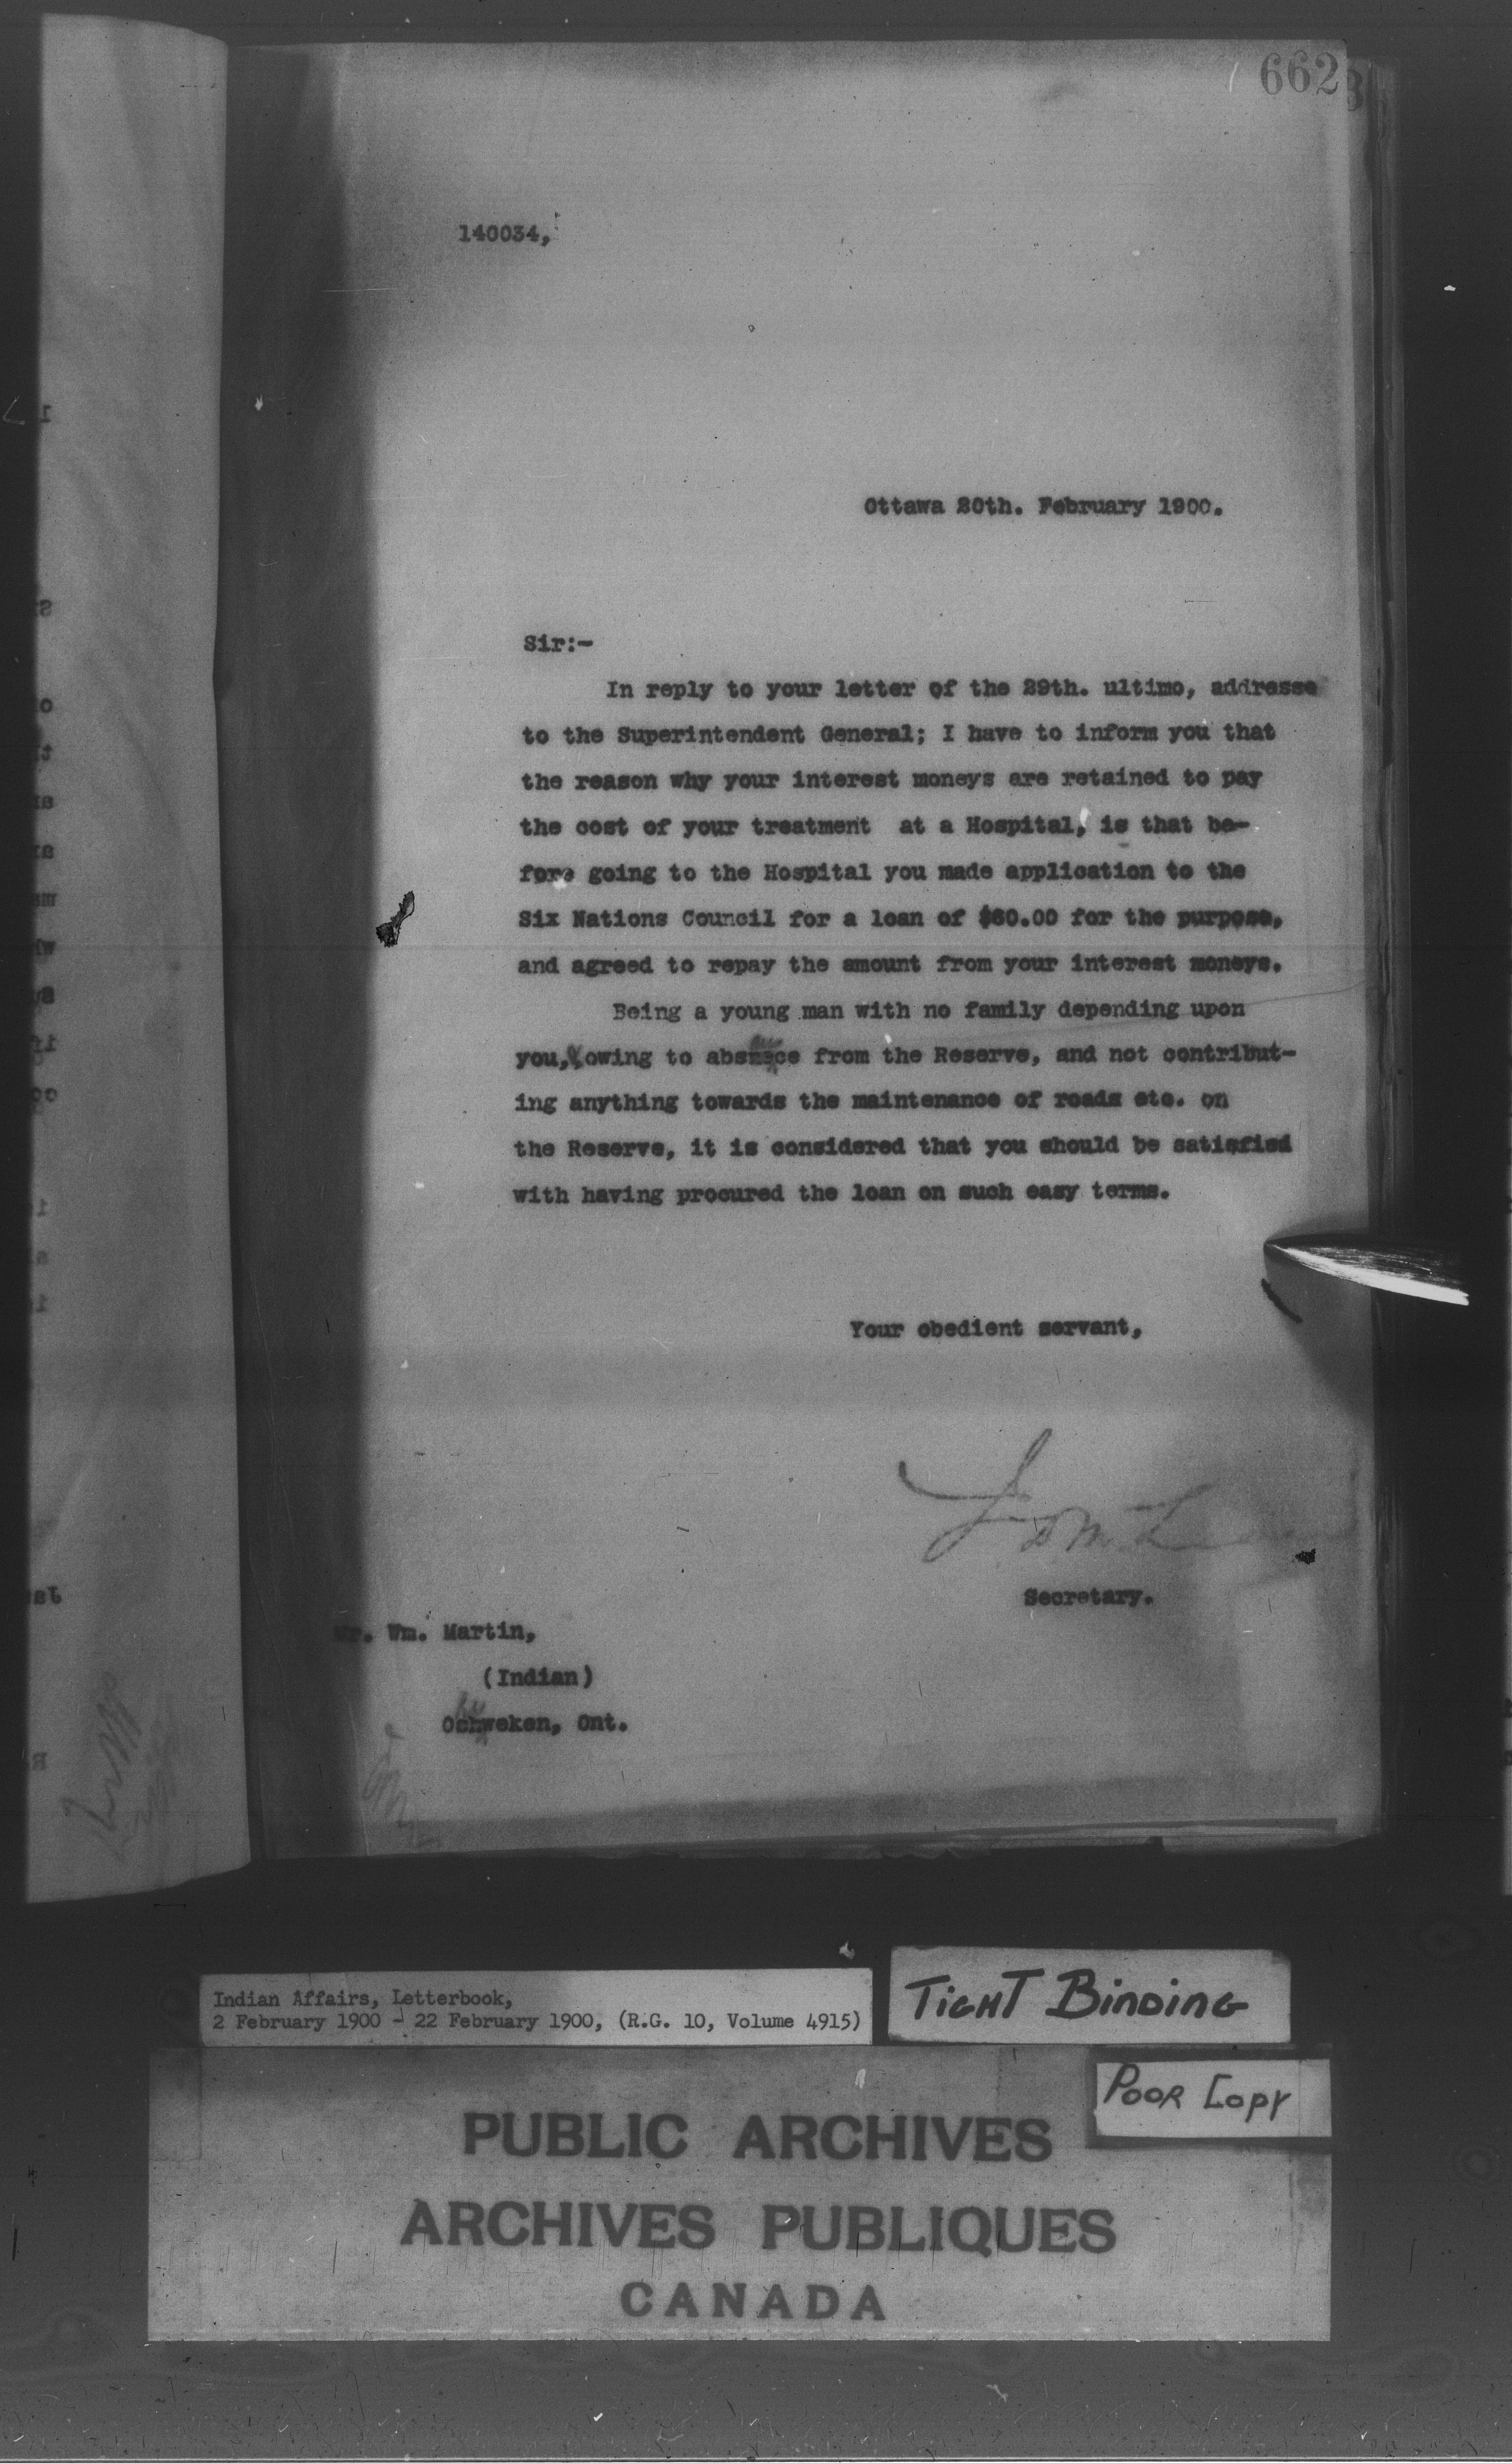 662
140034,
Ottawa 20th. February 1900.
Sir:-
In reply to your letter of the 29th. ultimo, addresse
to the Superintendent General; I have to inform you that
the reason why your interest moneys are retained to pay
the cost of your treatment at a Hospital, is that be-
fore going to the Hospital you made application to the
Six Nations Council for a loan of $60.00 for the purpose,
and agreed to repay the amount from your interest moneys.
Being a young man with no family depending upon
you, owing to absence from the Reserve, and not contribut-
ing anything towards the maintenance of roads etc. on
the Reserve, it is considered that you should be satisfied
with having procured the loan on such easy terms.
Your obedient servant,
Secretary.
Mr. Wm. Martin,
(Indian)
Ohsweken, Ont.
Indian Affairs, Letterbook,
2 February 1900 - 22 February 1900, (R.G. 10, Volume 4915)
TIGHT BINDING
POOR COPY
PUBLIC ARCHIVES
ARCHIVES PUBLIQUES
CANADA